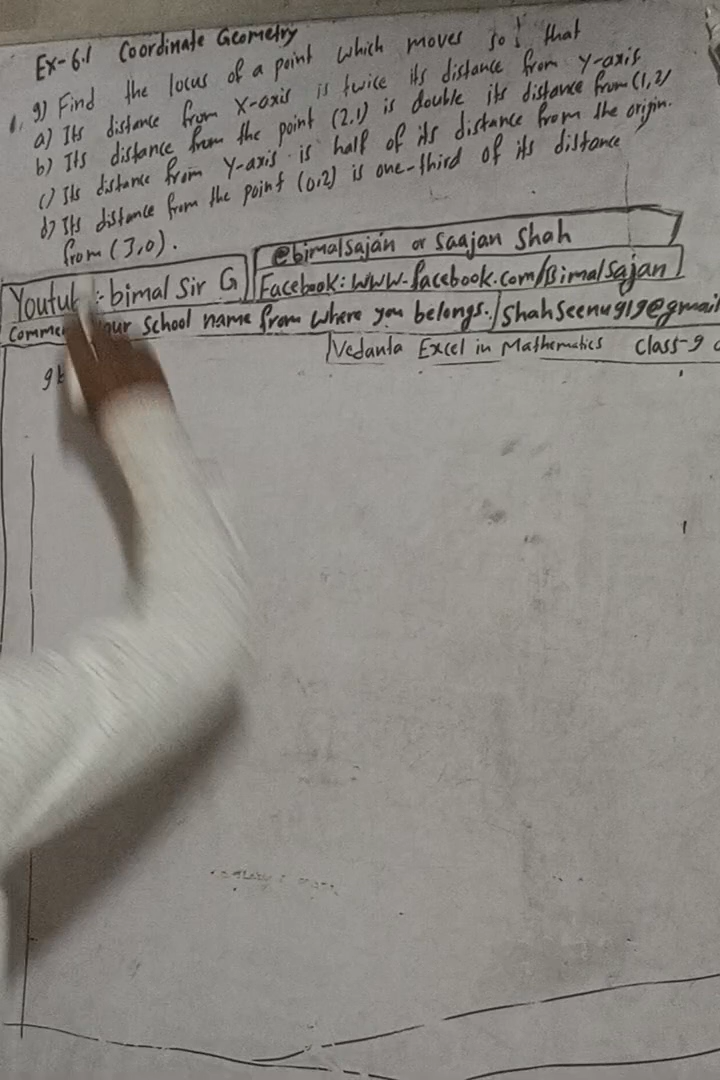 Ex-6.1 Coordinate Geometry
1. g) Find the locus of a point which moves so that
a) Its distance from X-axis is twice its distance from Y-axis
b) Its distance from the point (2,1) is double its distance from (1,2)
c) Its distance from Y-axis is half of its distance from the origin.
d) Its distance from the point (0,2) is one-third of its distance
from (3,0).
@bimalsajan or Saajan Shah
Youtub :- bimal Sir G
Facebook: www.facebook.com/Bimalsajan
Comme our School name from where you belongs. Shahseenu919@gmail
Vedanta Excel in Mathematics Class-9
g